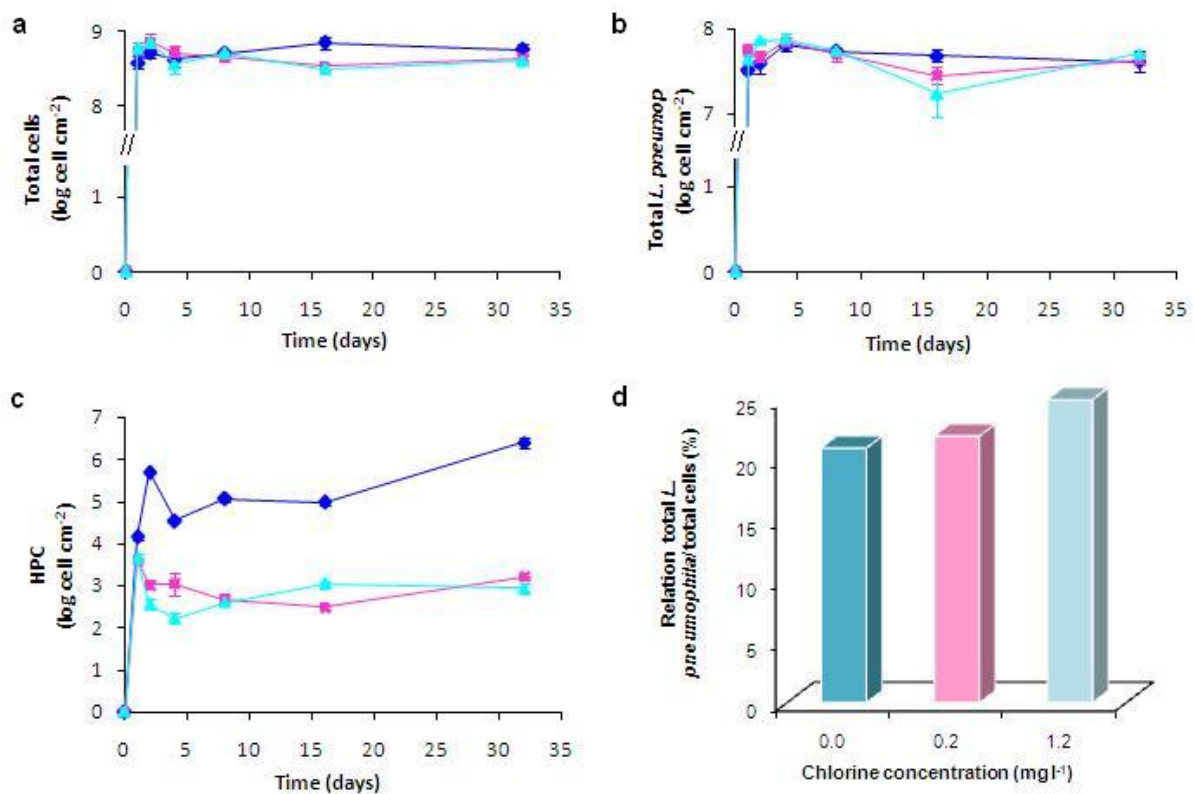 a
Total cells
(log cell cm-2)
9
8
//
1
0
0 5 10 15 20 25 30 35
Time (days)
b
Total L. pneumop
(log cell cm-2)
8
7
//
1
0
0 5 10 15 20 25 30 35
Time (days)
c
HPC
(log cell cm-2)
7
6
5
4
3
2
1
0
0 5 10 15 20 25 30 35
Time (days)
d
Relation total L.
pneumophila/total cells (%)
25
20
15
10
5
0
0.0 0.2 1.2
Chlorine concentration (mg l-1)